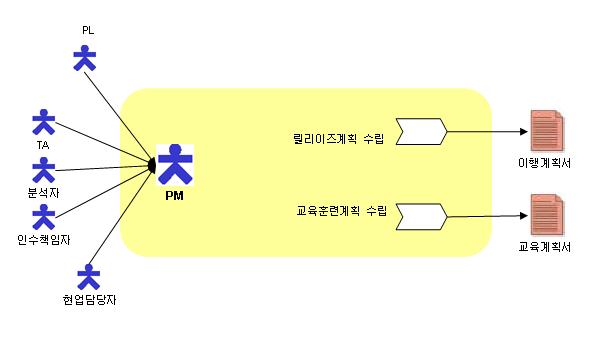 PL
TA
분석자
인수책임자
현업담당자
PM
릴리이즈계획 수립
이행계획서
교육훈련계획 수립
교육계획서